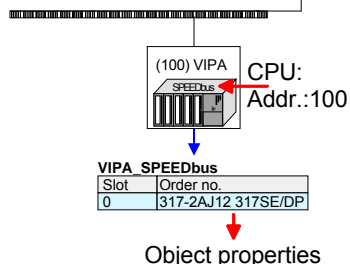 (100) VIPA
SPEEDbus
CPU:
Addr.:100
VIPA_SPEEDbus
Slot Order no.
0 317-2AJ12 317SE/DP
Object properties